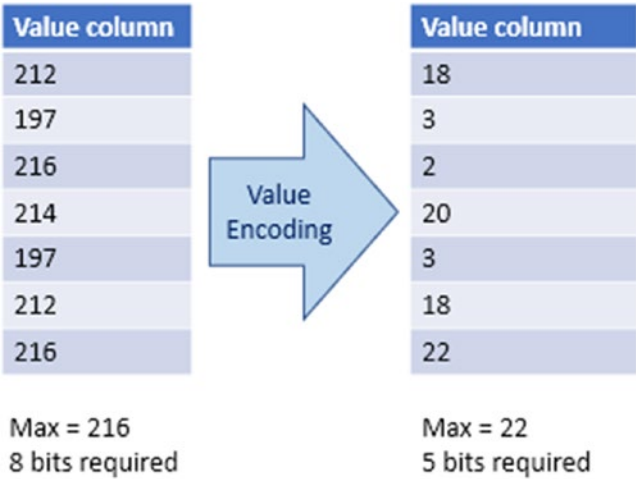 Value column
212
197
216
214
197
212
216
Max = 216
8 bits required
Value
Encoding
Value column
18
3
2
20
3
18
22
Max = 22
5 bits required